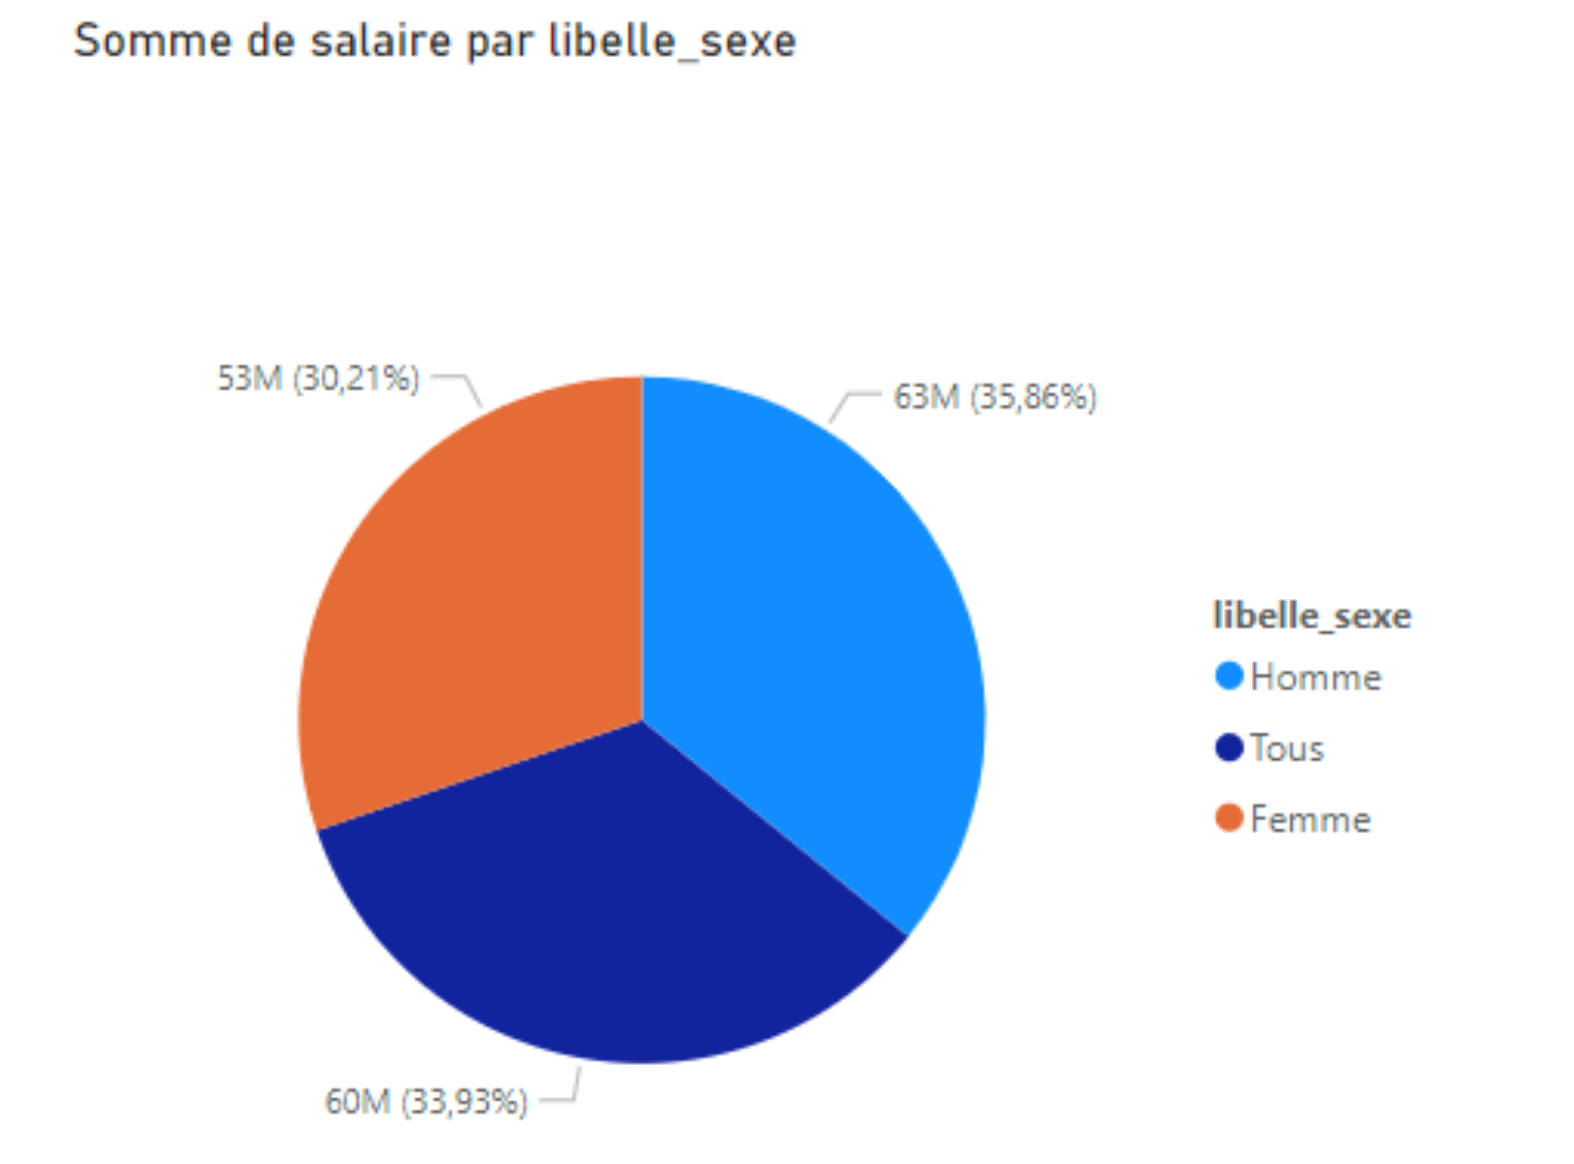 Somme de salaire par libelle_sexe
53M (30,21%)
63M (35,86%)
libelle_sexe
Homme
Tous
Femme
60M (33,93%)